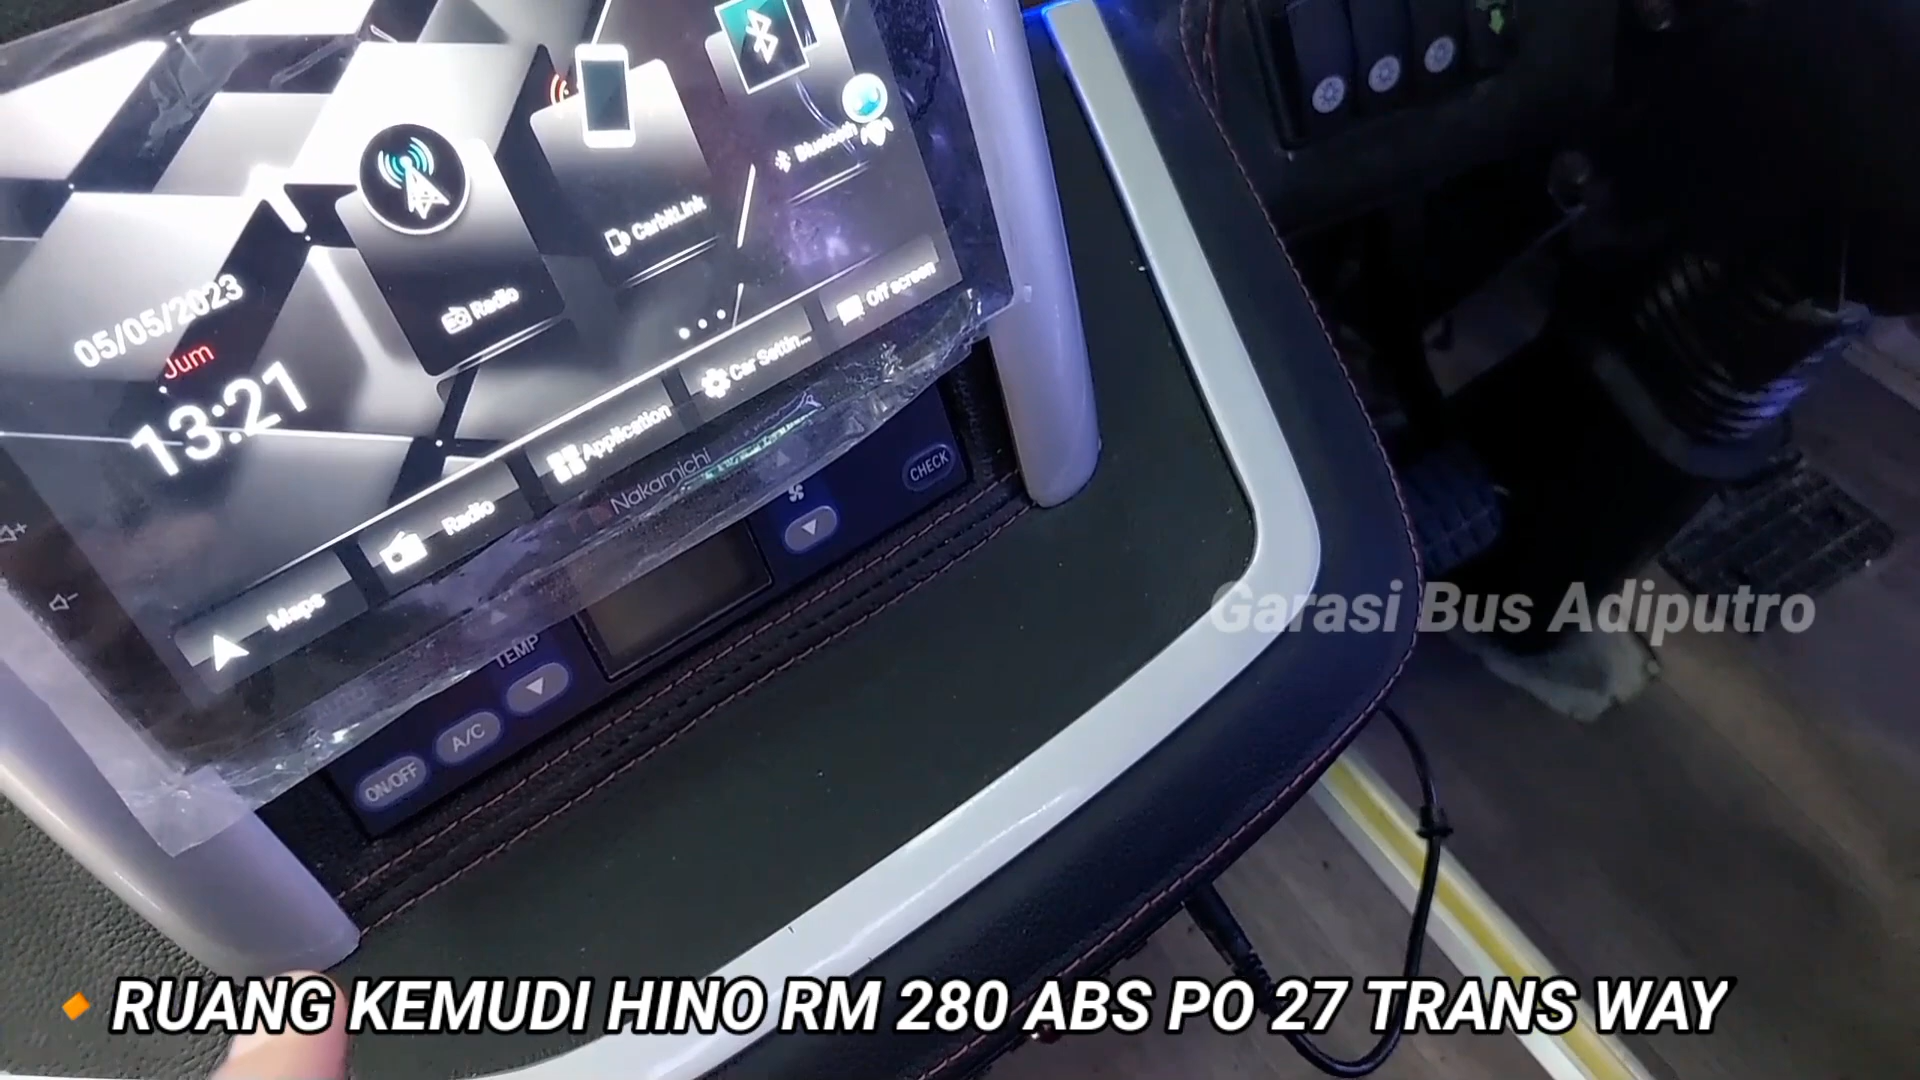 Bluetooth
CarbitLink
Radio
05/05/2023
Jum
13:21
Off screen
Car Settin...
Application
Radio
Maps
Nakamichi
CHECK
TEMP
AUTO
A/C
ON/OFF
Garasi Bus Adiputro
🔸RUANG KEMUDI HINO RM 280 ABS PO 27 TRANS WAY